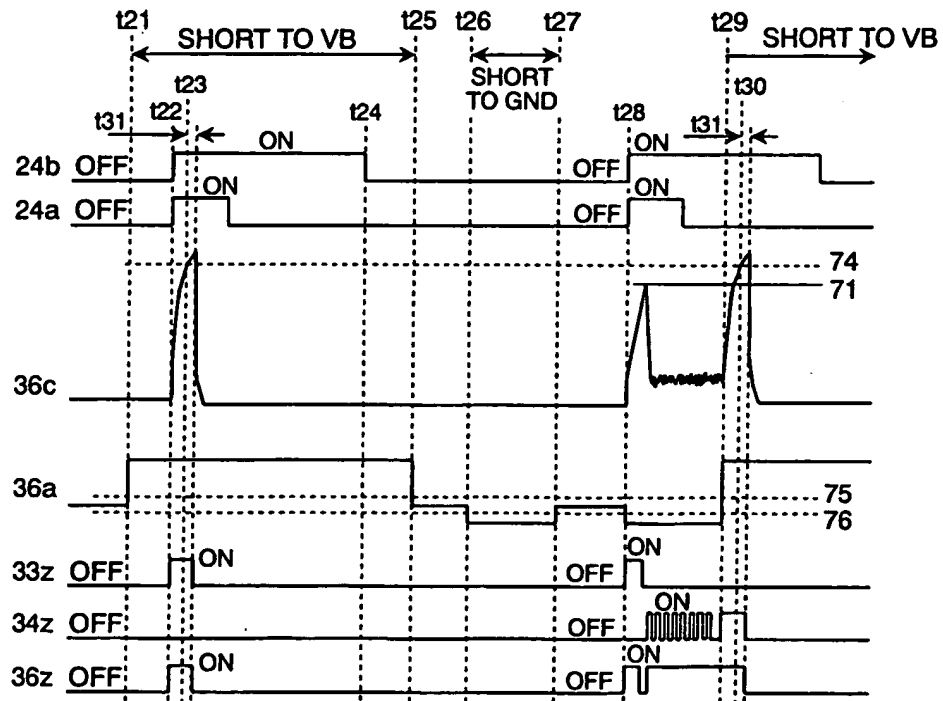 t21 t25 t26 t27 t29
SHORT TO VB SHORT TO VB
t23 SHORT TO GND t30
t22 t24 t28
t31 ON t31 ON
24b OFF OFF
24a OFF ON OFF ON
74
71
36c
36a
75
76
33z OFF ON OFF ON
34z OFF OFF ON
36z OFF ON OFF ON